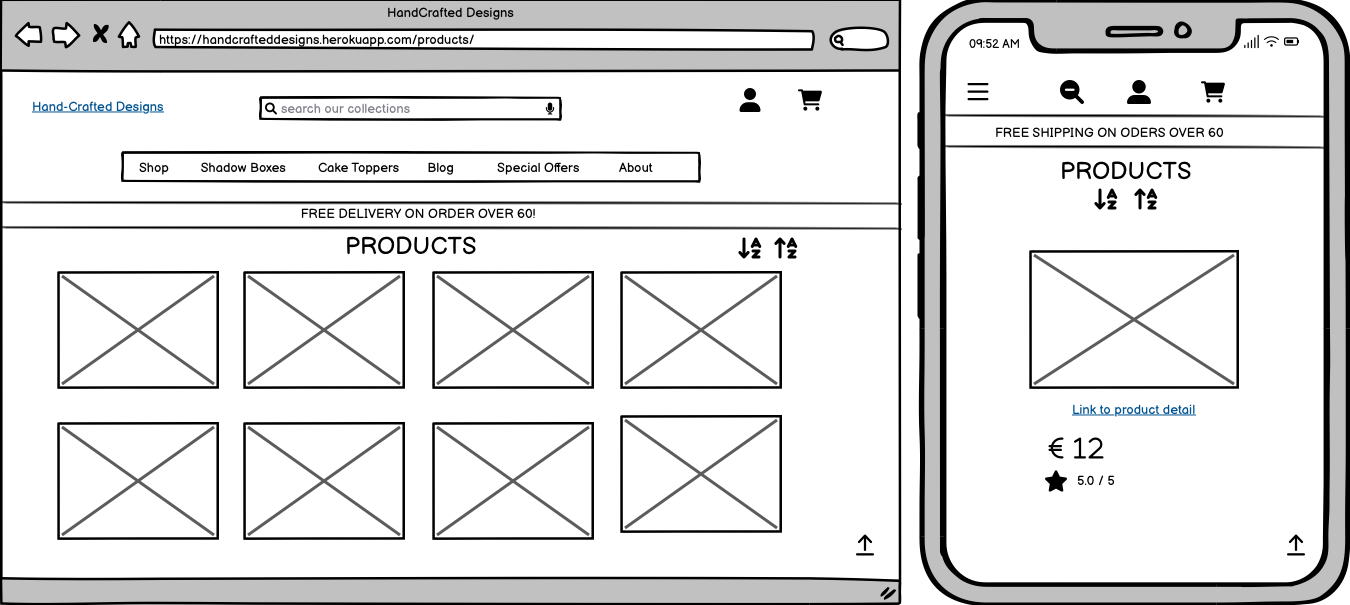 HandCrafted Designs
https://handcrafteddesigns.herokuapp.com/products/
Hand-Crafted Designs
search our collections
Shop Shadow Boxes Cake Toppers Blog Special Offers About
FREE DELIVERY ON ORDER OVER 60!
PRODUCTS
A Z A Z
09:52 AM
FREE SHIPPING ON ODERS OVER 60
PRODUCTS
A Z A Z
Link to product detail
€ 12
5.0 / 5